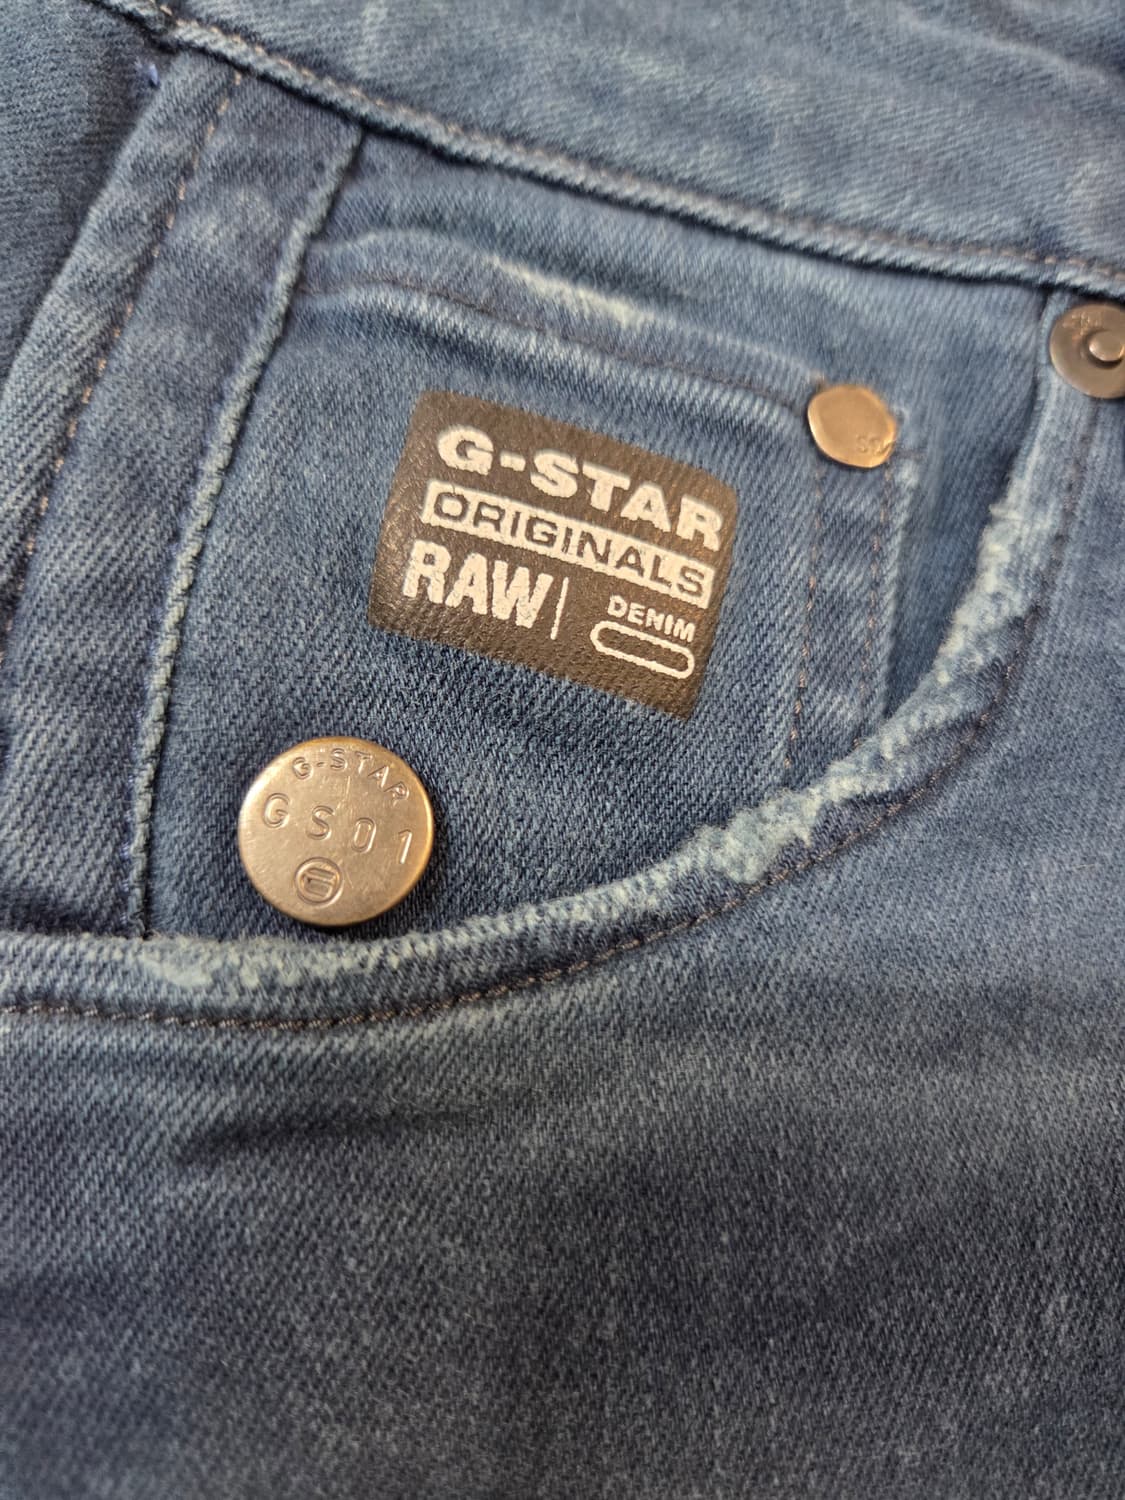 G-STAR
ORIGINALS
RAW|
DENIM
G-STAR
GS01